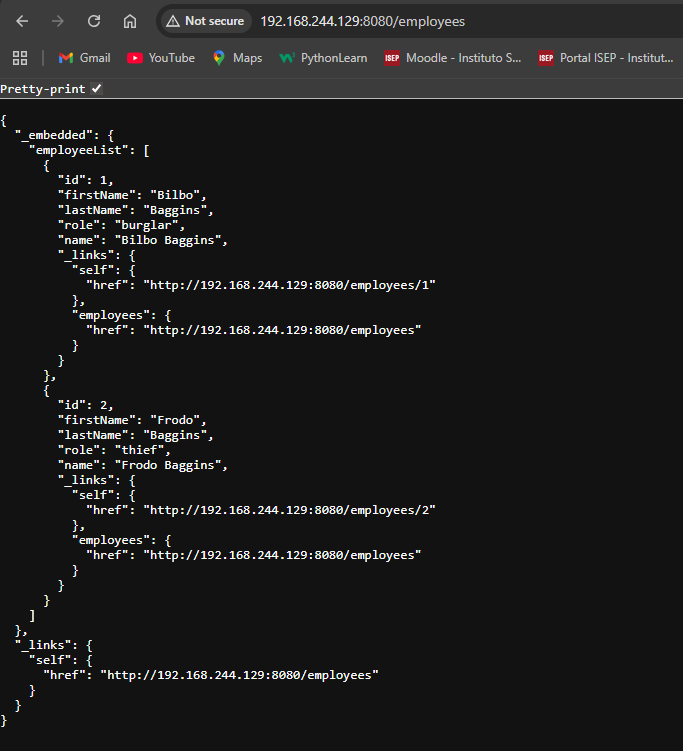 Not secure 192.168.244.129:8080/employees
Gmail YouTube Maps PythonLearn ISEP Moodle - Instituto S... ISEP Portal ISEP - Institut...
Pretty-print
{
  "_embedded": {
    "employeeList": [
      {
        "id": 1,
        "firstName": "Bilbo",
        "lastName": "Baggins",
        "role": "burglar",
        "name": "Bilbo Baggins",
        "_links": {
          "self": {
            "href": "http://192.168.244.129:8080/employees/1"
          },
          "employees": {
            "href": "http://192.168.244.129:8080/employees"
          }
        }
      },
      {
        "id": 2,
        "firstName": "Frodo",
        "lastName": "Baggins",
        "role": "thief",
        "name": "Frodo Baggins",
        "_links": {
          "self": {
            "href": "http://192.168.244.129:8080/employees/2"
          },
          "employees": {
            "href": "http://192.168.244.129:8080/employees"
          }
        }
      }
    ]
  },
  "_links": {
    "self": {
      "href": "http://192.168.244.129:8080/employees"
    }
  }
}